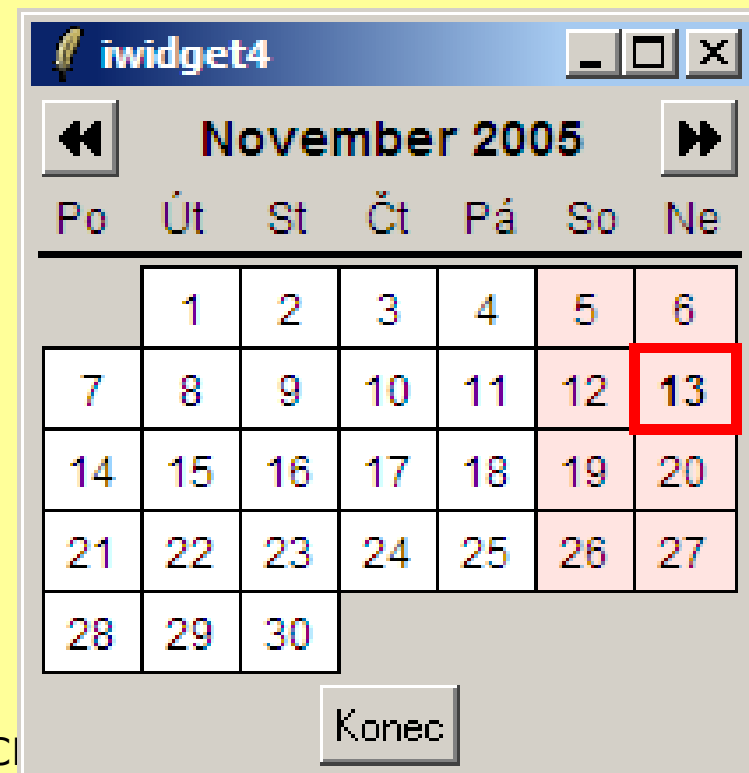 iwidget4
November 2005
Po Út St Čt Pá So Ne
1 2 3 4 5 6
7 8 9 10 11 12 13
14 15 16 17 18 19 20
21 22 23 24 25 26 27
28 29 30
Konec